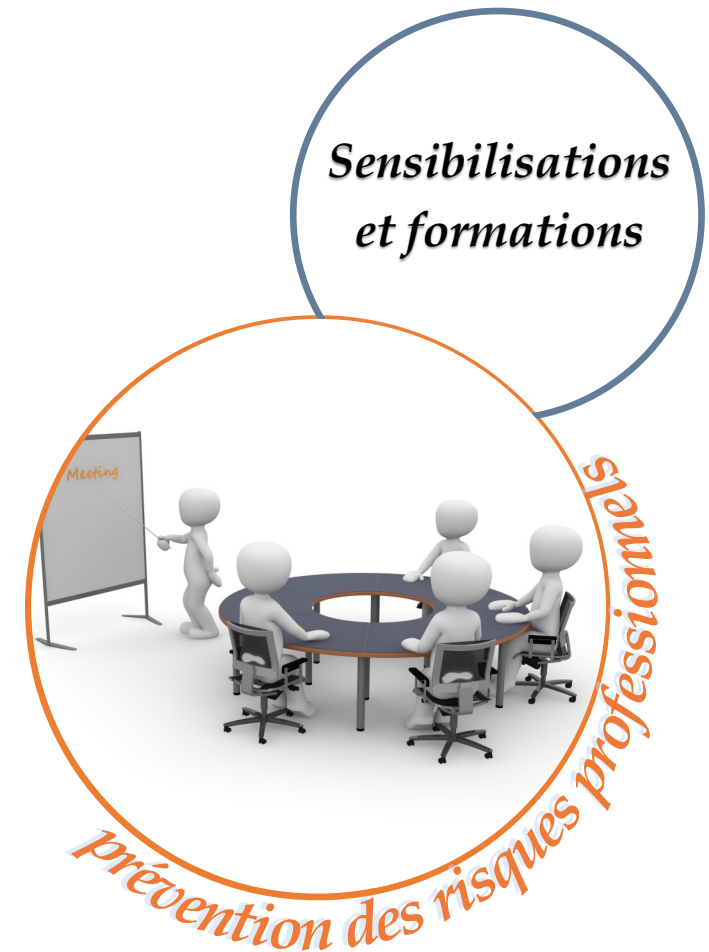 Sensibilisations
et formations
Meeting
prévention des risques professionnels